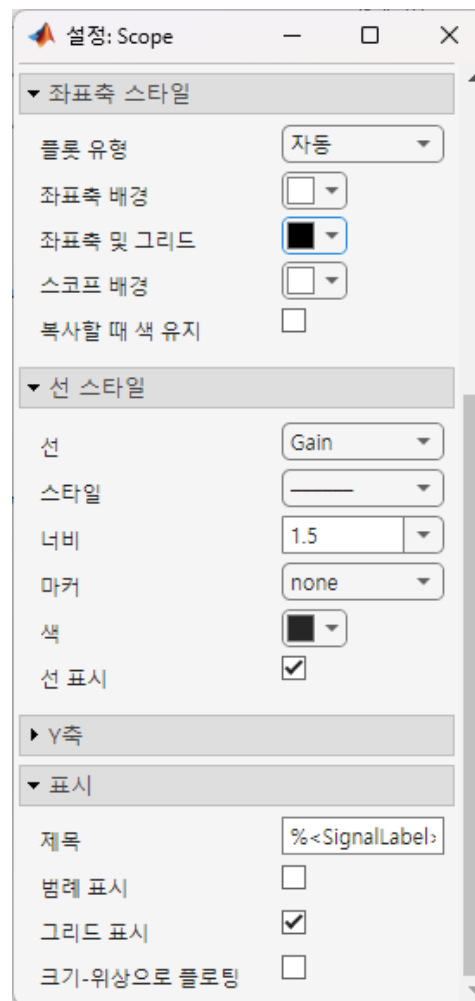 설정: Scope
좌표축 스타일
플롯 유형 자동
좌표축 배경
좌표축 및 그리드
스코프 배경
복사할 때 색 유지
선 스타일
선 Gain
스타일
너비 1.5
마커 none
색
선 표시
Y축
표시
제목 %<SignalLabel>
범례 표시
그리드 표시
크기-위상으로 플로팅